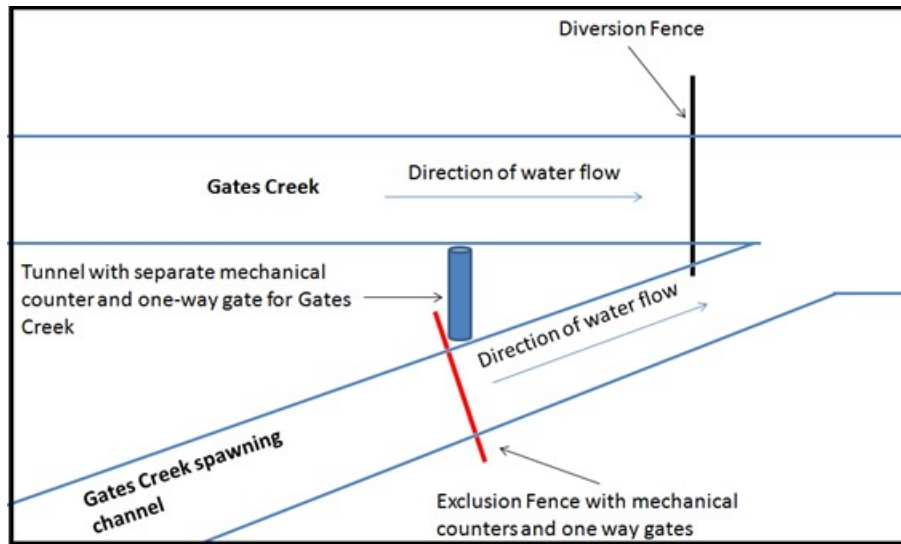 Diversion Fence
Direction of water flow
Gates Creek
Tunnel with separate mechanical
counter and one-way gate for Gates
Creek
Direction of water flow
Gates Creek spawning
channel
Exclusion Fence with mechanical
counters and one way gates